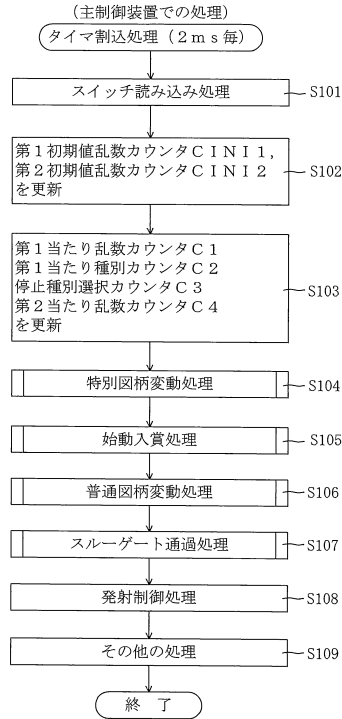 (主制御装置での処理)
タイマ割込処理(2ms毎)
スイッチ読み込み処理
S101
第1初期値乱数カウンタCINI1,
第2初期値乱数カウンタCINI2
を更新
S102
第1当たり乱数カウンタC1
第1当たり種別カウンタC2
停止種別選択カウンタC3
第2当たり乱数カウンタC4
を更新
S103
特別図柄変動処理
S104
始動入賞処理
S105
普通図柄変動処理
S106
スルーゲート通過処理
S107
発射制御処理
S108
その他の処理
S109
終 了